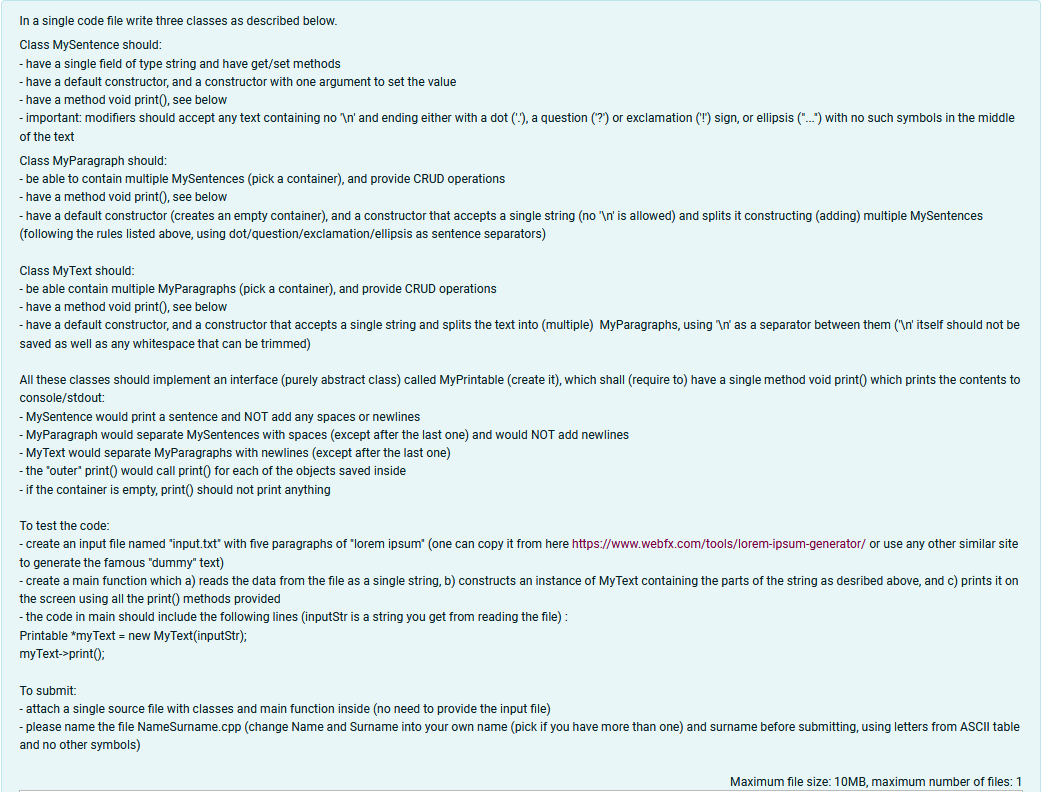 In a single code file write three classes as described below.
Class MySentence should:
- have a single field of type string and have get/set methods
- have a default constructor, and a constructor with one argument to set the value
- have a method void print(), see below
- important: modifiers should accept any text containing no '\n' and ending either with a dot ('.'), a question ('?') or exclamation ('!') sign, or ellipsis ("...") with no such symbols in the middle
of the text
Class MyParagraph should:
- be able to contain multiple MySentences (pick a container), and provide CRUD operations
- have a method void print(), see below
- have a default constructor (creates an empty container), and a constructor that accepts a single string (no '\n' is allowed) and splits it constructing (adding) multiple MySentences
(following the rules listed above, using dot/question/exclamation/ellipsis as sentence separators)
Class MyText should:
- be able contain multiple MyParagraphs (pick a container), and provide CRUD operations
- have a method void print(), see below
- have a default constructor, and a constructor that accepts a single string and splits the text into (multiple) MyParagraphs, using '\n' as a separator between them ('\n' itself should not be
saved as well as any whitespace that can be trimmed)
All these classes should implement an interface (purely abstract class) called MyPrintable (create it), which shall (require to) have a single method void print() which prints the contents to
console/stdout:
- MySentence would print a sentence and NOT add any spaces or newlines
- MyParagraph would separate MySentences with spaces (except after the last one) and would NOT add newlines
- MyText would separate MyParagraphs with newlines (except after the last one)
- the "outer" print() would call print() for each of the objects saved inside
- if the container is empty, print() should not print anything
To test the code:
- create an input file named "input.txt" with five paragraphs of "lorem ipsum" (one can copy it from here https://www.webfx.com/tools/lorem-ipsum-generator/ or use any other similar site
to generate the famous "dummy" text)
- create a main function which a) reads the data from the file as a single string, b) constructs an instance of MyText containing the parts of the string as desribed above, and c) prints it on
the screen using all the print() methods provided
- the code in main should include the following lines (inputStr is a string you get from reading the file) :
Printable *myText = new MyText(inputStr);
myText->print();
To submit:
- attach a single source file with classes and main function inside (no need to provide the input file)
- please name the file NameSurname.cpp (change Name and Surname into your own name (pick if you have more than one) and surname before submitting, using letters from ASCII table
and no other symbols)
Maximum file size: 10MB, maximum number of files: 1